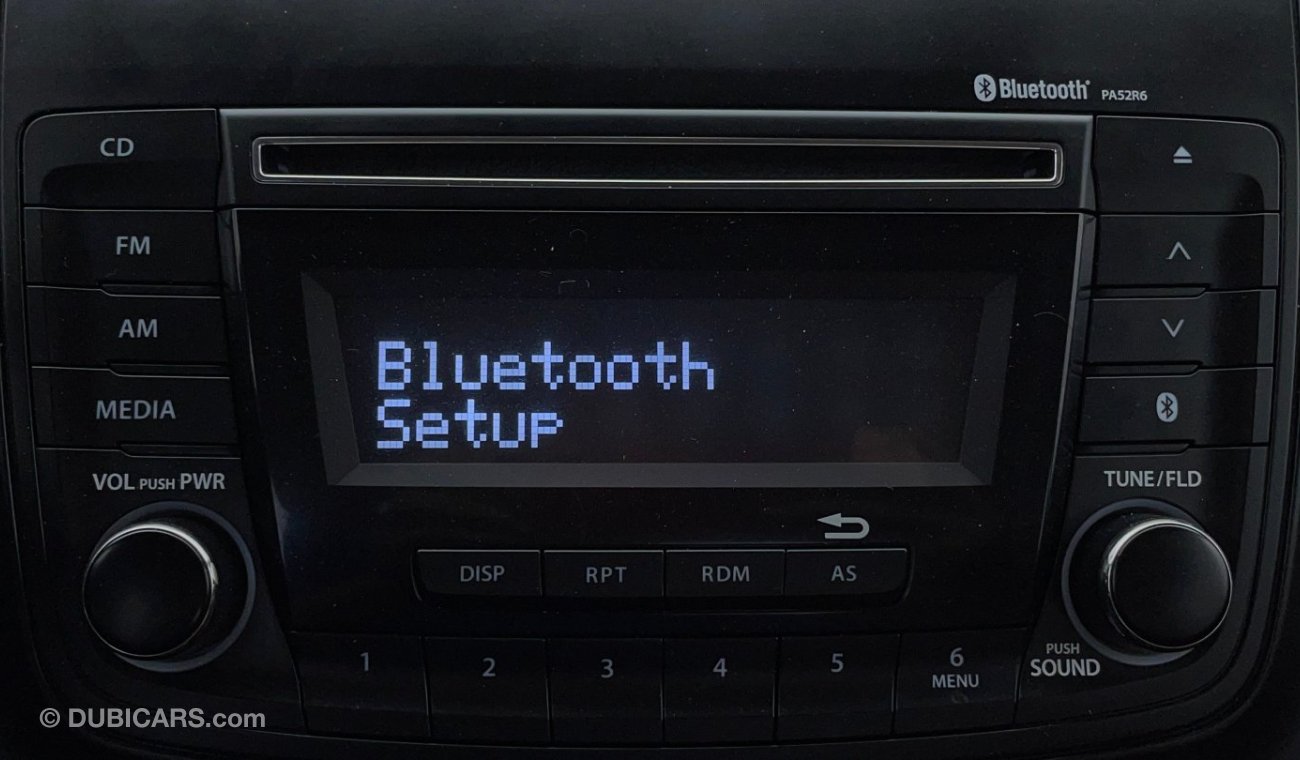 Bluetooth® PA52R6
CD
FM
AM
MEDIA
Bluetooth
Setup
VOL PUSH PWR
TUNE/FLD
DISP RPT RDM AS
1 2 3 4 5 6
MENU
PUSH
SOUND
© DUBICARS.com